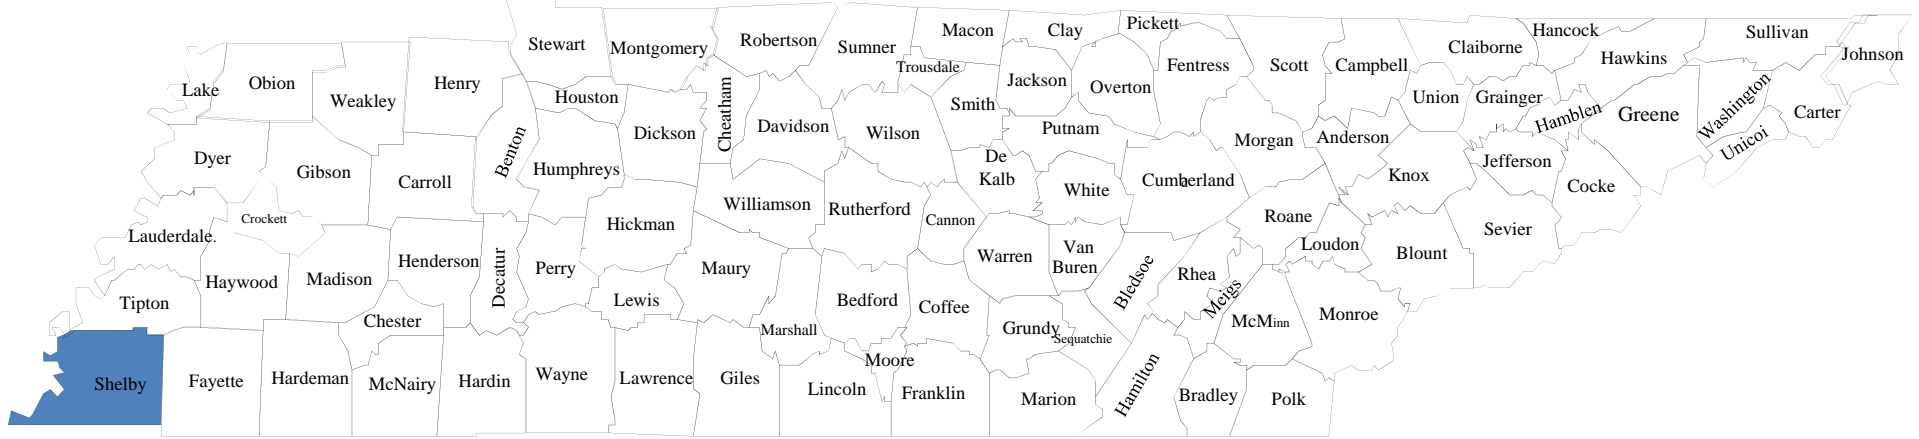 Stewart
Montgomery
Robertson
Sumner
Macon
Trousdale
Clay
Pickett
Fentress
Scott
Campbell
Claiborne
Hancock
Hawkins
Sullivan
Johnson
Lake
Obion
Weakley
Henry
Houston
Dickson
Cheatham
Davidson
Wilson
Smith
Jackson
Overton
Putnam
Morgan
Anderson
Union
Grainger
Hamblen
Greene
Washington
Unicoi
Carter
Dyer
Gibson
Carroll
Benton
Humphreys
Williamson
Rutherford
Cannon
De
Kalb
White
Cumberland
Roane
Loudon
Knox
Jefferson
Cocke
Sevier
Blount
Lauderdale.
Crockett
Haywood
Madison
Henderson
Decatur
Perry
Hickman
Lewis
Maury
Bedford
Coffee
Warren
Van
Buren
Bledsoe
Rhea
Meigs
McMinn
Monroe
Tipton
Chester
Marshall
Moore
Grundy
Sequatchie
Shelby
Fayette
Hardeman
McNairy
Hardin
Wayne
Lawrence
Giles
Lincoln
Franklin
Marion
Hamilton
Bradley
Polk